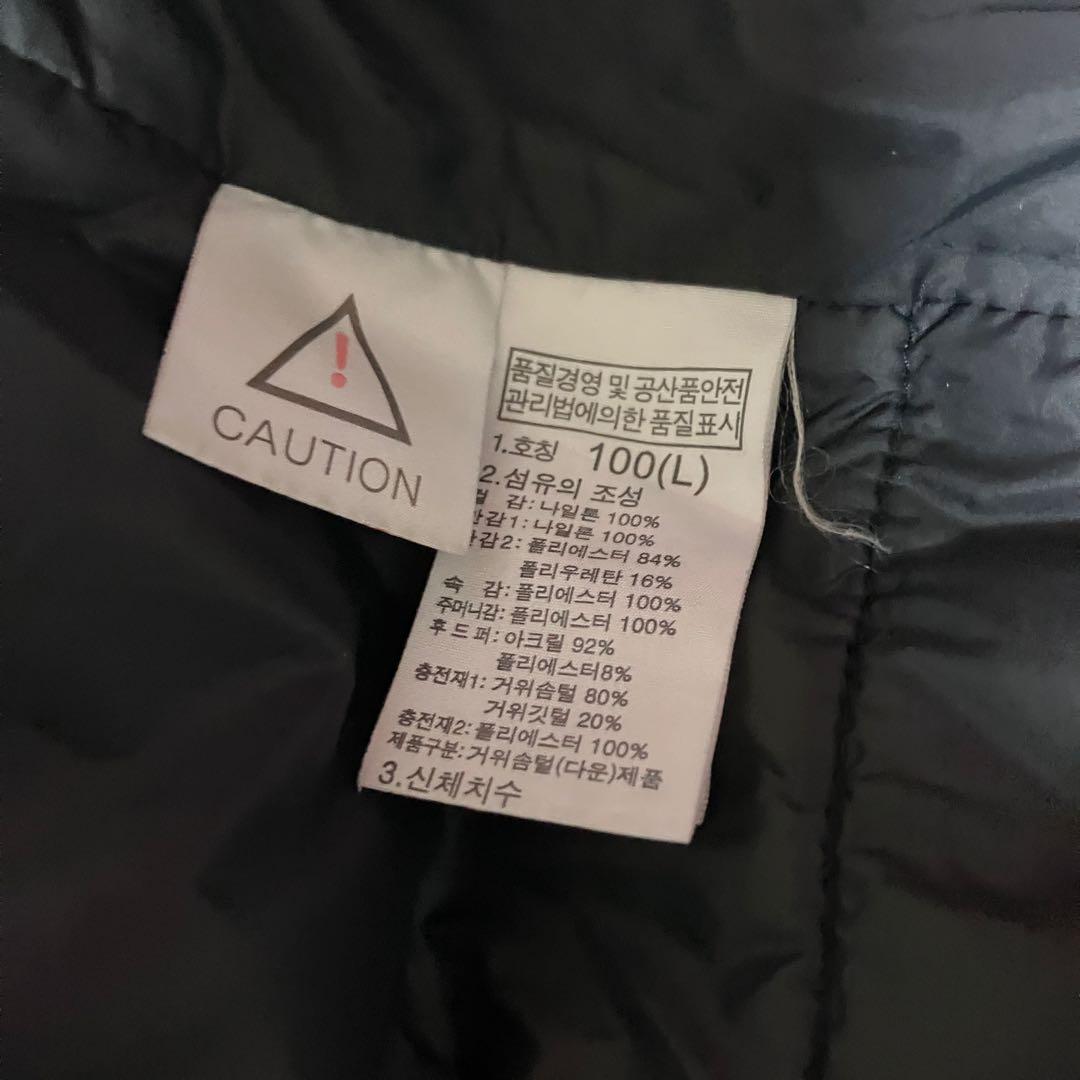 !
CAUTION
품질경영 및 공산품안전
관리법에의한 품질표시
1.호칭 100(L)
2.섬유의 조성
감: 나일론 100%
감1: 나일론 100%
감2: 폴리에스터 84%
폴리우레탄 16%
속 감: 폴리에스터 100%
주머니감: 폴리에스터 100%
후 드 퍼: 아크릴 92%
폴리에스터8%
충전재1: 거위솜털 80%
거위깃털 20%
충전재2: 폴리에스터 100%
제품구분: 거위솜털(다운)제품
3.신체치수